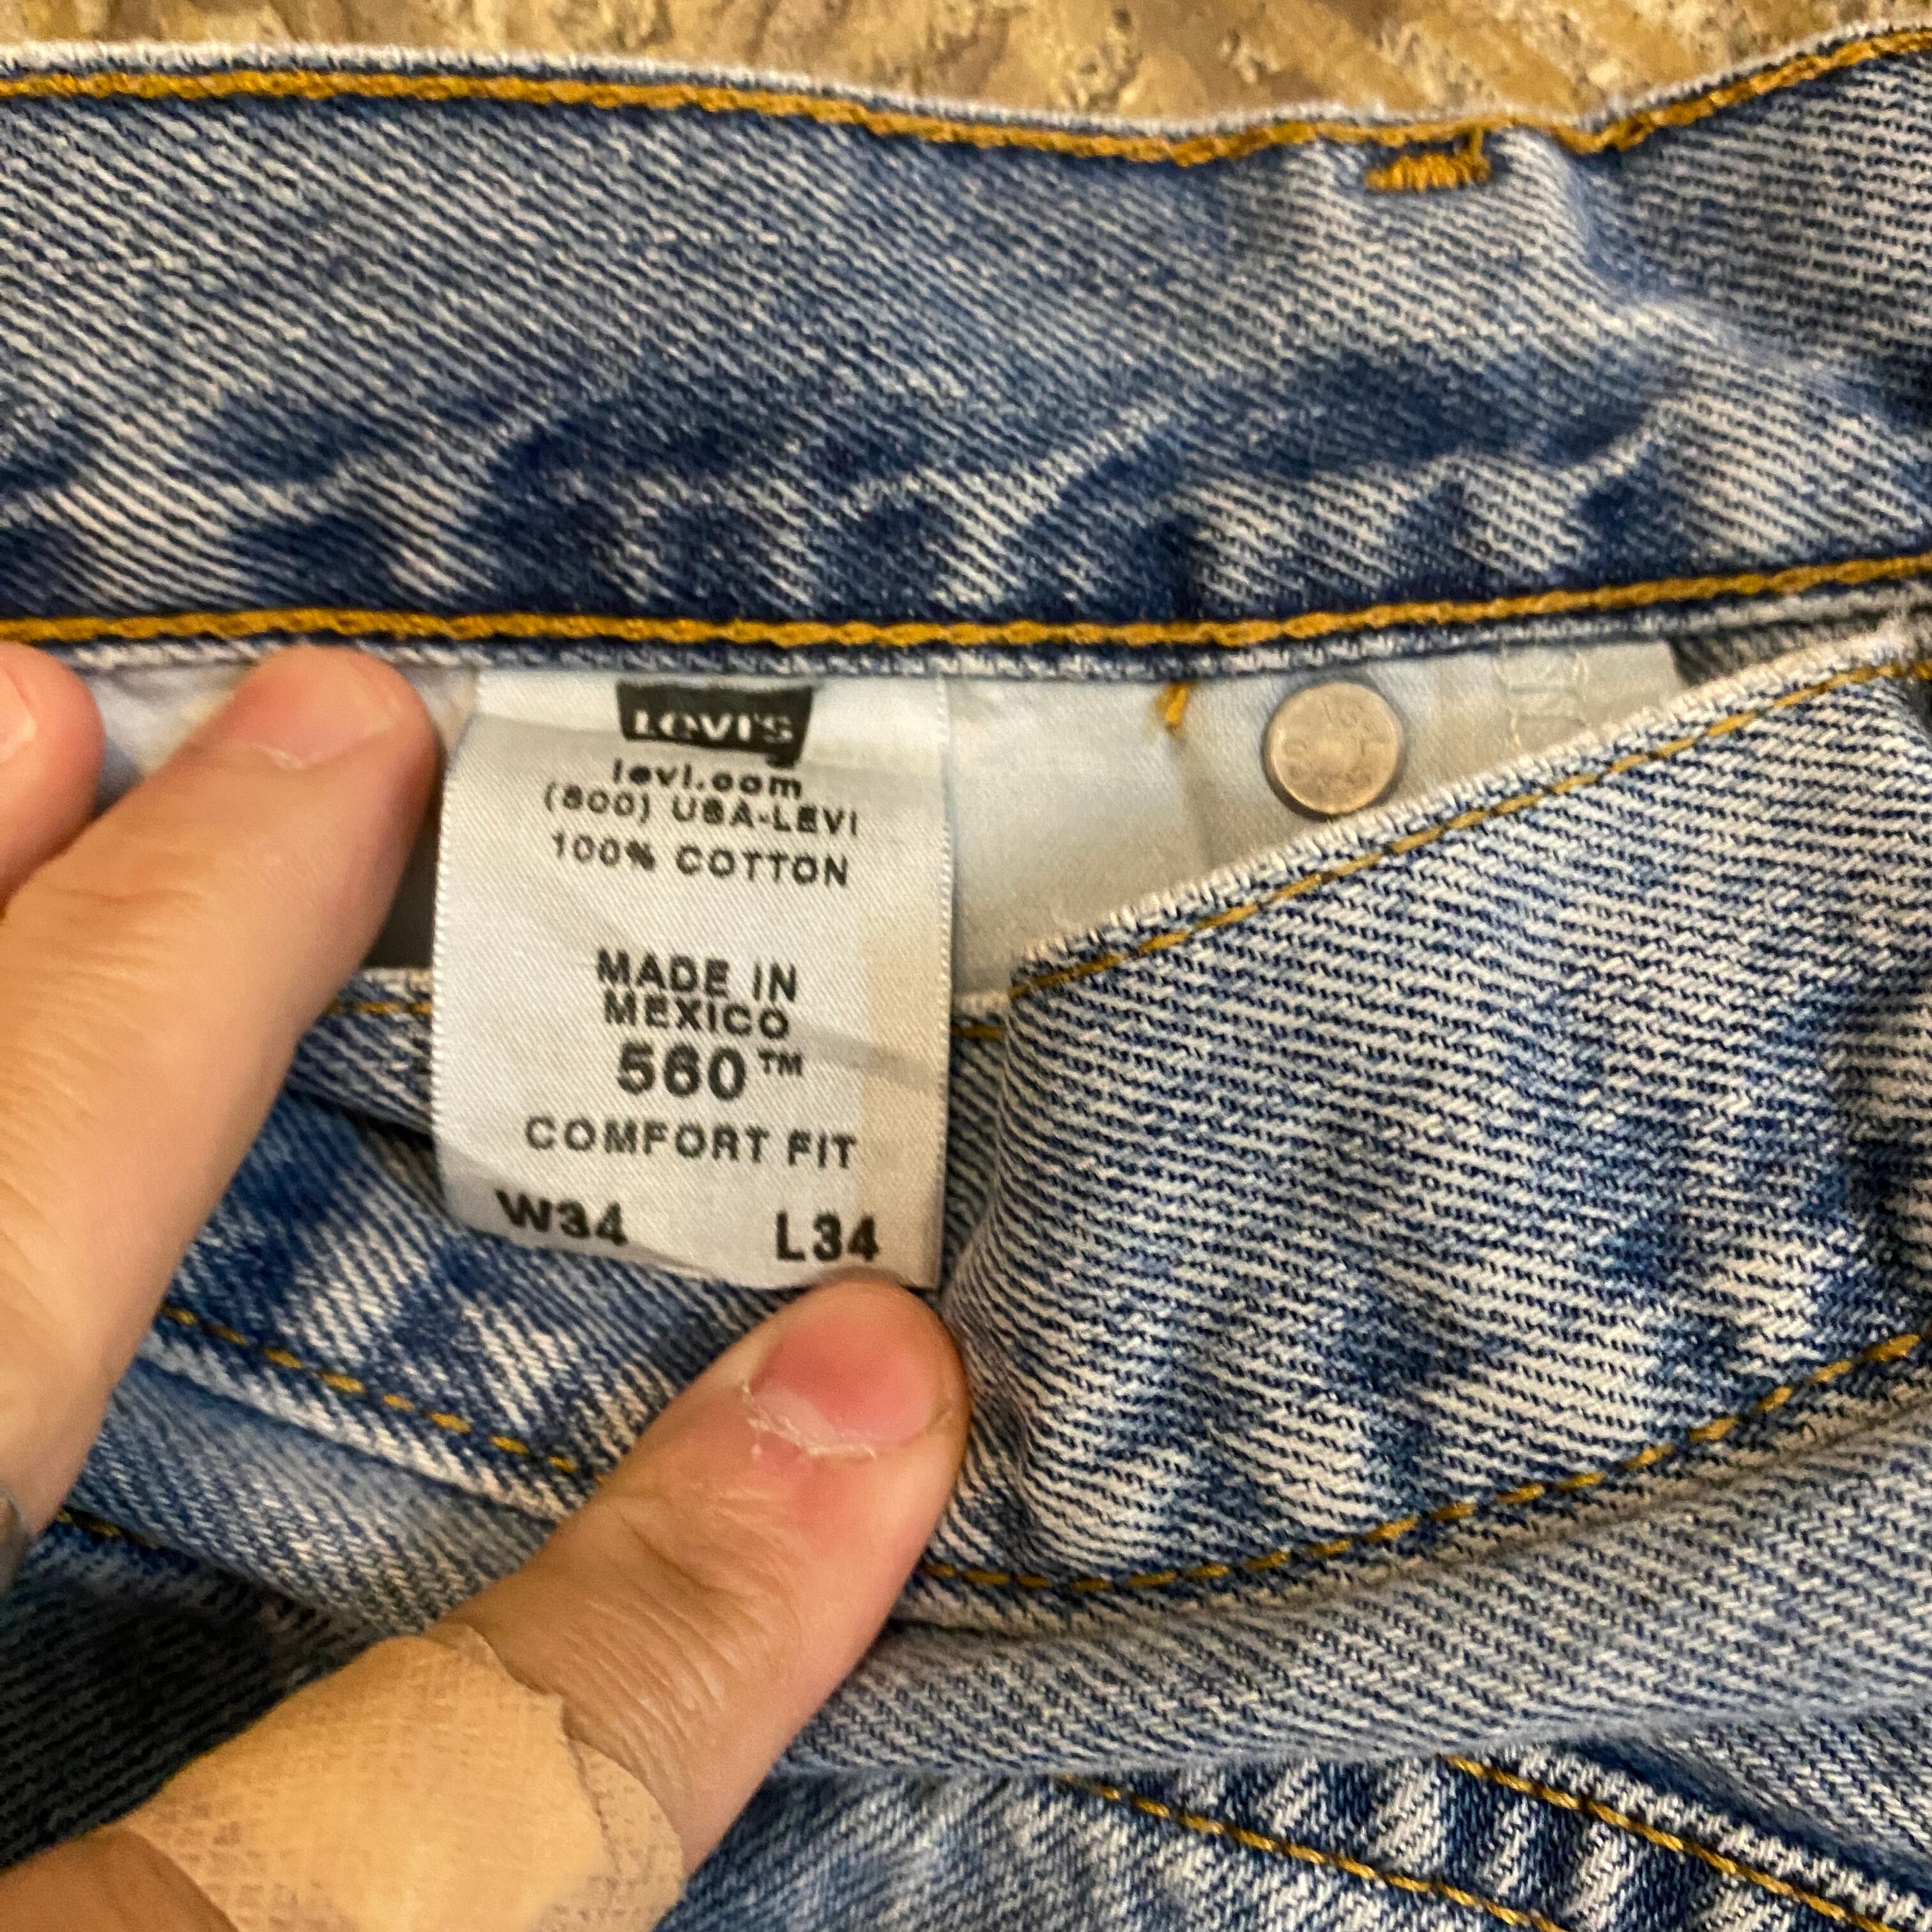 LEVI'S
levi.com
(800) USA-LEVI
100% COTTON
MADE IN
MEXICO
560™
COMFORT FIT
W34 L34